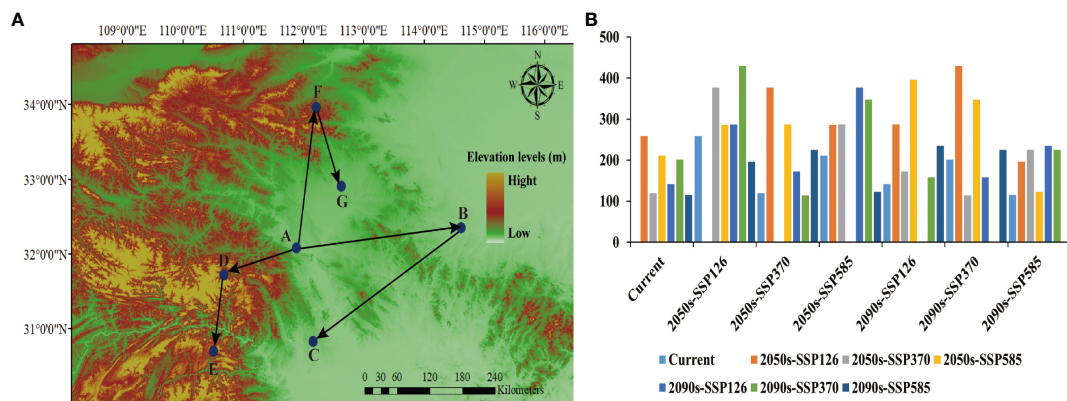 A
B
109°0'0"E 110°0'0"E 111°0'0"E 112°0'0"E 113°0'0"E 114°0'0"E 115°0'0"E 116°0'0"E
34°0'0"N
33°0'0"N
32°0'0"N
31°0'0"N
N
W E
S
F
G
A
B
D
C
E
Elevation levels (m)
Hight
Low
0 30 60 120 180 240
Kilometers
500
400
300
200
100
0
Current
2050s-SSP126
2050s-SSP370
2050s-SSP585
2090s-SSP126
2090s-SSP370
2090s-SSP585
Current 2050s-SSP126 2050s-SSP370 2050s-SSP585
2090s-SSP126 2090s-SSP370 2090s-SSP585